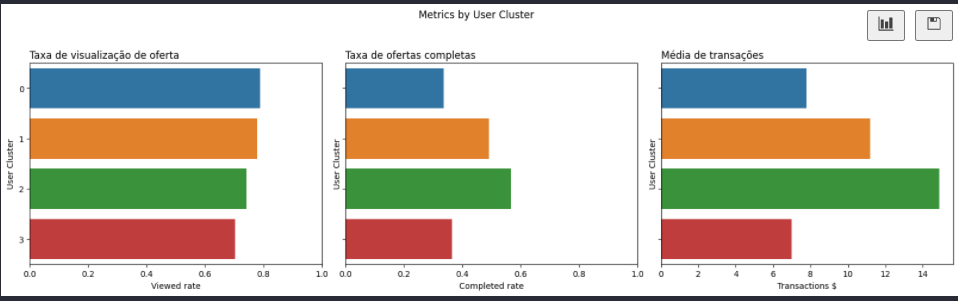 Metrics by User Cluster
Taxa de visualização de oferta
Taxa de ofertas completas
Média de transações
User Cluster
0
1
2
3
0.0 0.2 0.4 0.6 0.8 1.0
Viewed rate
User Cluster
0.0 0.2 0.4 0.6 0.8 1.0
Completed rate
User Cluster
0 2 4 6 8 10 12 14
Transactions $